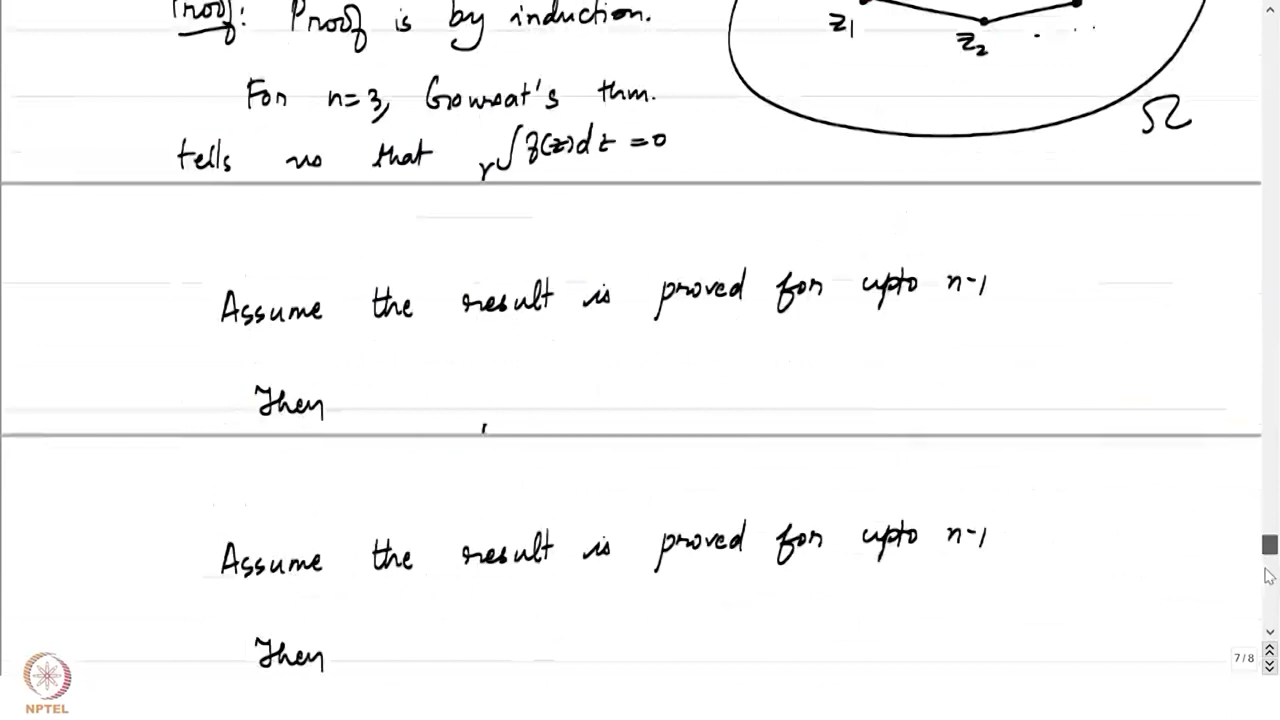 Proof: Proof is by induction.
z1
z2 . . .
For n=3, Goursat's thm.
Ω
tells us that γ∫f(z)dz =0
Assume the result is proved for upto n-1
Then
Assume the result is proved for upto n-1
Then
7/8
NPTEL